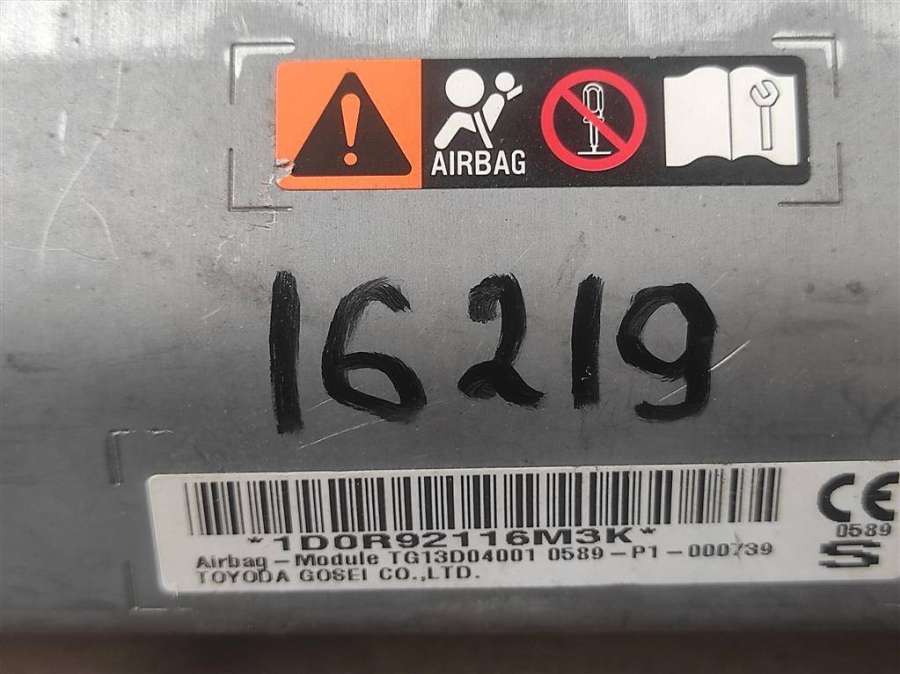 AIRBAG
16219
*1D0R92116M3K*
Airbag-Module TG13D04001 0589-P1-000739
TOYODA GOSEI CO.,LTD.
CE
0589
S